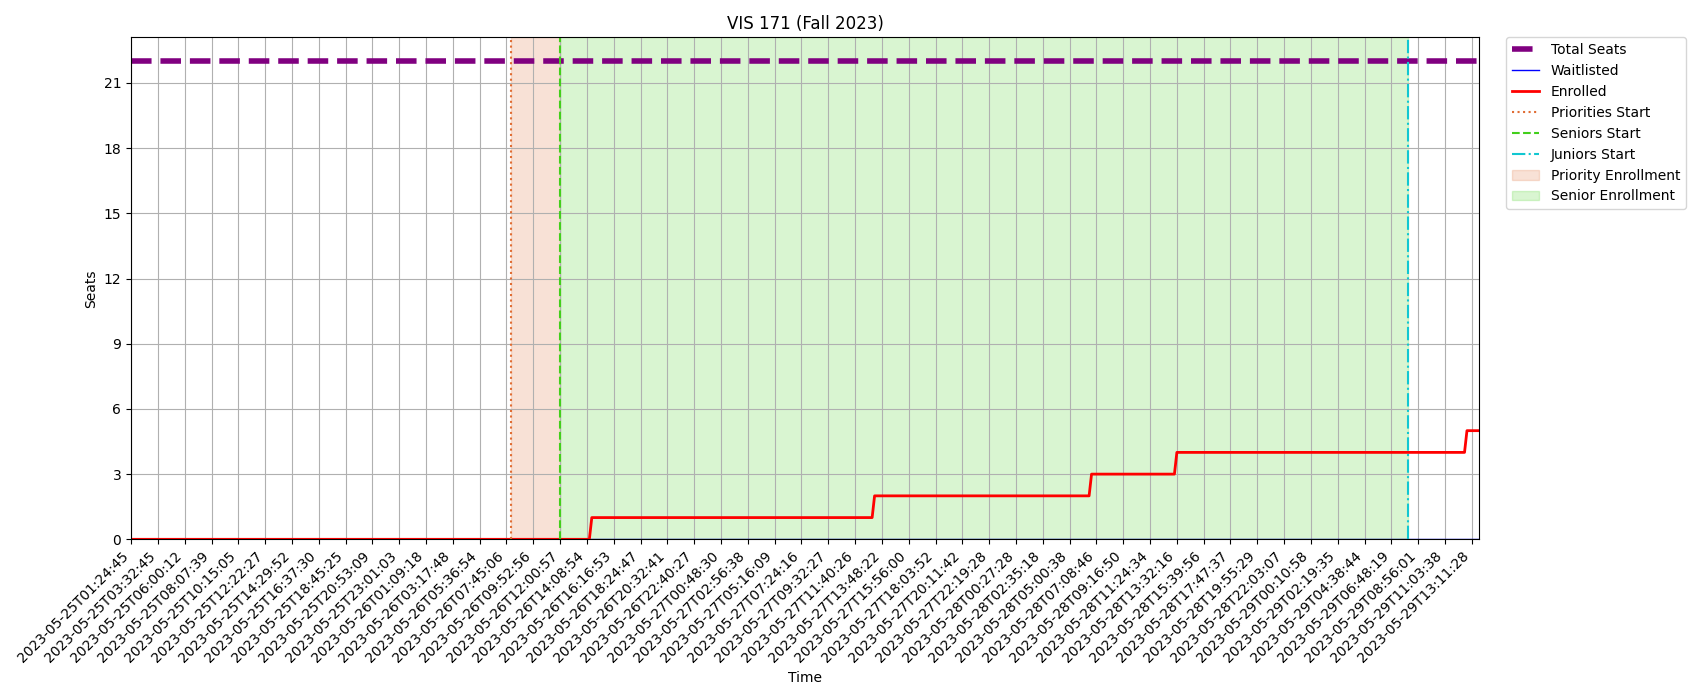 VIS 171 (Fall 2023)
Total Seats
Waitlisted
Enrolled
Priorities Start
Seniors Start
Juniors Start
Priority Enrollment
Senior Enrollment
Seats
21
18
15
12
9
6
3
0
2023-05-25T01:24:45
2023-05-25T03:32:45
2023-05-25T06:00:12
2023-05-25T08:07:39
2023-05-25T10:15:05
2023-05-25T12:22:27
2023-05-25T14:29:52
2023-05-25T16:37:30
2023-05-25T18:45:25
2023-05-25T20:53:09
2023-05-25T23:01:03
2023-05-26T01:09:18
2023-05-26T03:17:48
2023-05-26T05:36:54
2023-05-26T07:45:06
2023-05-26T09:52:56
2023-05-26T12:00:57
2023-05-26T14:08:54
2023-05-26T16:16:53
2023-05-26T18:24:47
2023-05-26T20:32:41
2023-05-26T22:40:27
2023-05-27T00:48:30
2023-05-27T02:56:38
2023-05-27T05:16:09
2023-05-27T07:24:16
2023-05-27T09:32:27
2023-05-27T11:40:26
2023-05-27T13:48:22
2023-05-27T15:56:00
2023-05-27T18:03:52
2023-05-27T20:11:42
2023-05-27T22:19:28
2023-05-28T00:27:28
2023-05-28T02:35:18
2023-05-28T05:00:38
2023-05-28T07:08:46
2023-05-28T09:16:50
2023-05-28T11:24:34
2023-05-28T13:32:16
2023-05-28T15:39:56
2023-05-28T17:47:37
2023-05-28T19:55:29
2023-05-28T22:03:07
2023-05-29T00:10:58
2023-05-29T02:19:35
2023-05-29T04:38:44
2023-05-29T06:48:19
2023-05-29T08:56:01
2023-05-29T11:03:38
2023-05-29T13:11:28
Time